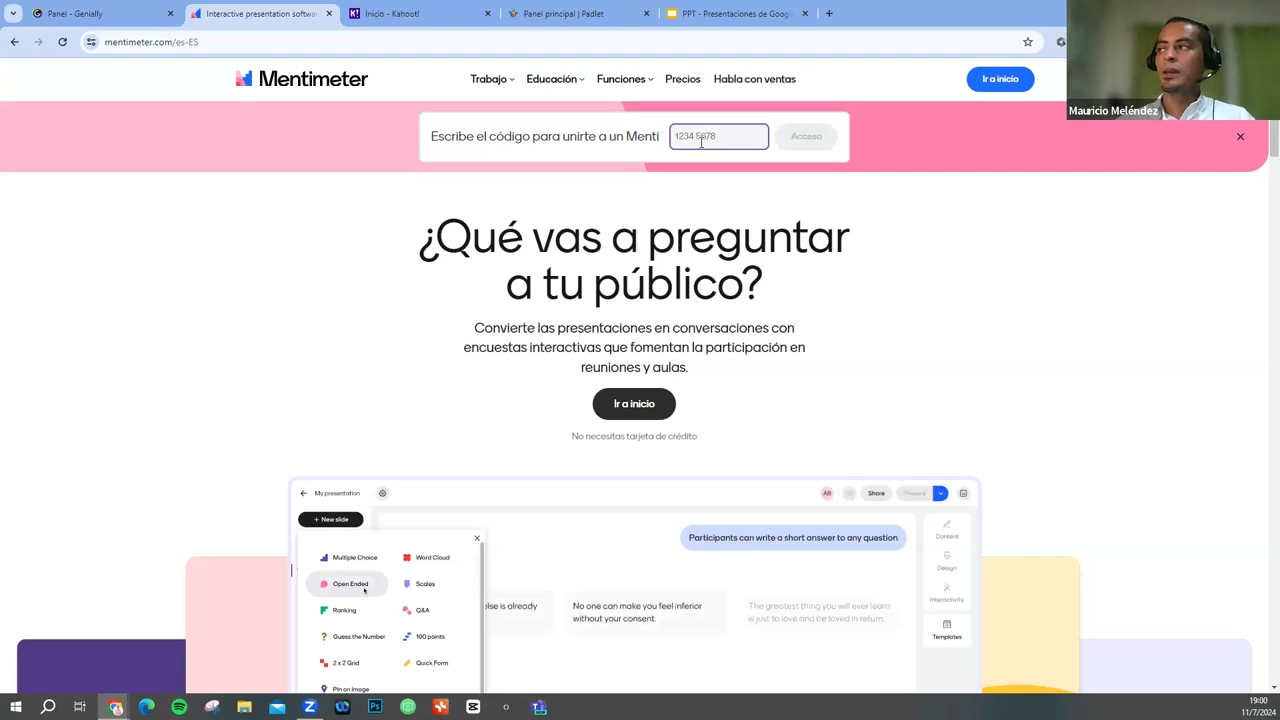 Panel - Genially
Interactive presentation softw
Inicio - Kahoot!
Panel principal | Padlet
PPT - Presentaciones de Google
mentimeter.com/es-ES
Mentimeter
Trabajo
Educación
Funciones
Precios
Habla con ventas
Ir a inicio
Mauricio Meléndez
Escribe el código para unirte a un Menti
1234 5678
Acceso
¿Qué vas a preguntar
a tu público?
Convierte las presentaciones en conversaciones con
encuestas interactivas que fomentan la participación en
reuniones y aulas.
Ir a inicio
No necesitas tarjeta de crédito
My presentation
AB
Share
Present
+ New slide
Participants can write a short answer to any question
Content
Design
Interactivity
Templates
Multiple Choice
Word Cloud
Open Ended
Scales
Ranking
Q&A
Guess the Number
100 points
2 x 2 Grid
Quick Form
Pin on Image
else is already
No one can make you feel inferior
without your consent.
The greatest thing you will ever learn
is just to love and be loved in return.
19:00
11/7/2024